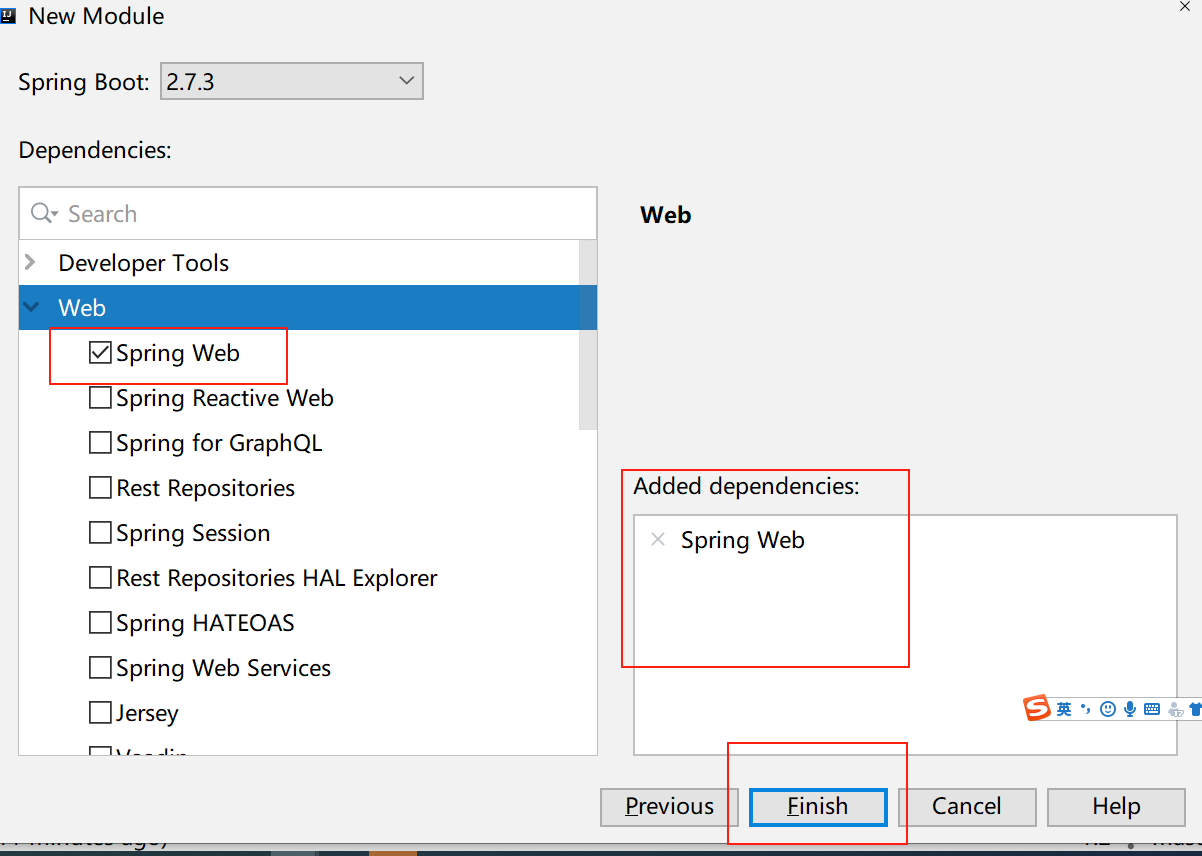 New Module
Spring Boot: 2.7.3
Dependencies:
Search
Developer Tools
Web
Spring Web
Spring Reactive Web
Spring for GraphQL
Rest Repositories
Spring Session
Rest Repositories HAL Explorer
Spring HATEOAS
Spring Web Services
Jersey
Web
Added dependencies:
Spring Web
英
Previous
Finish
Cancel
Help